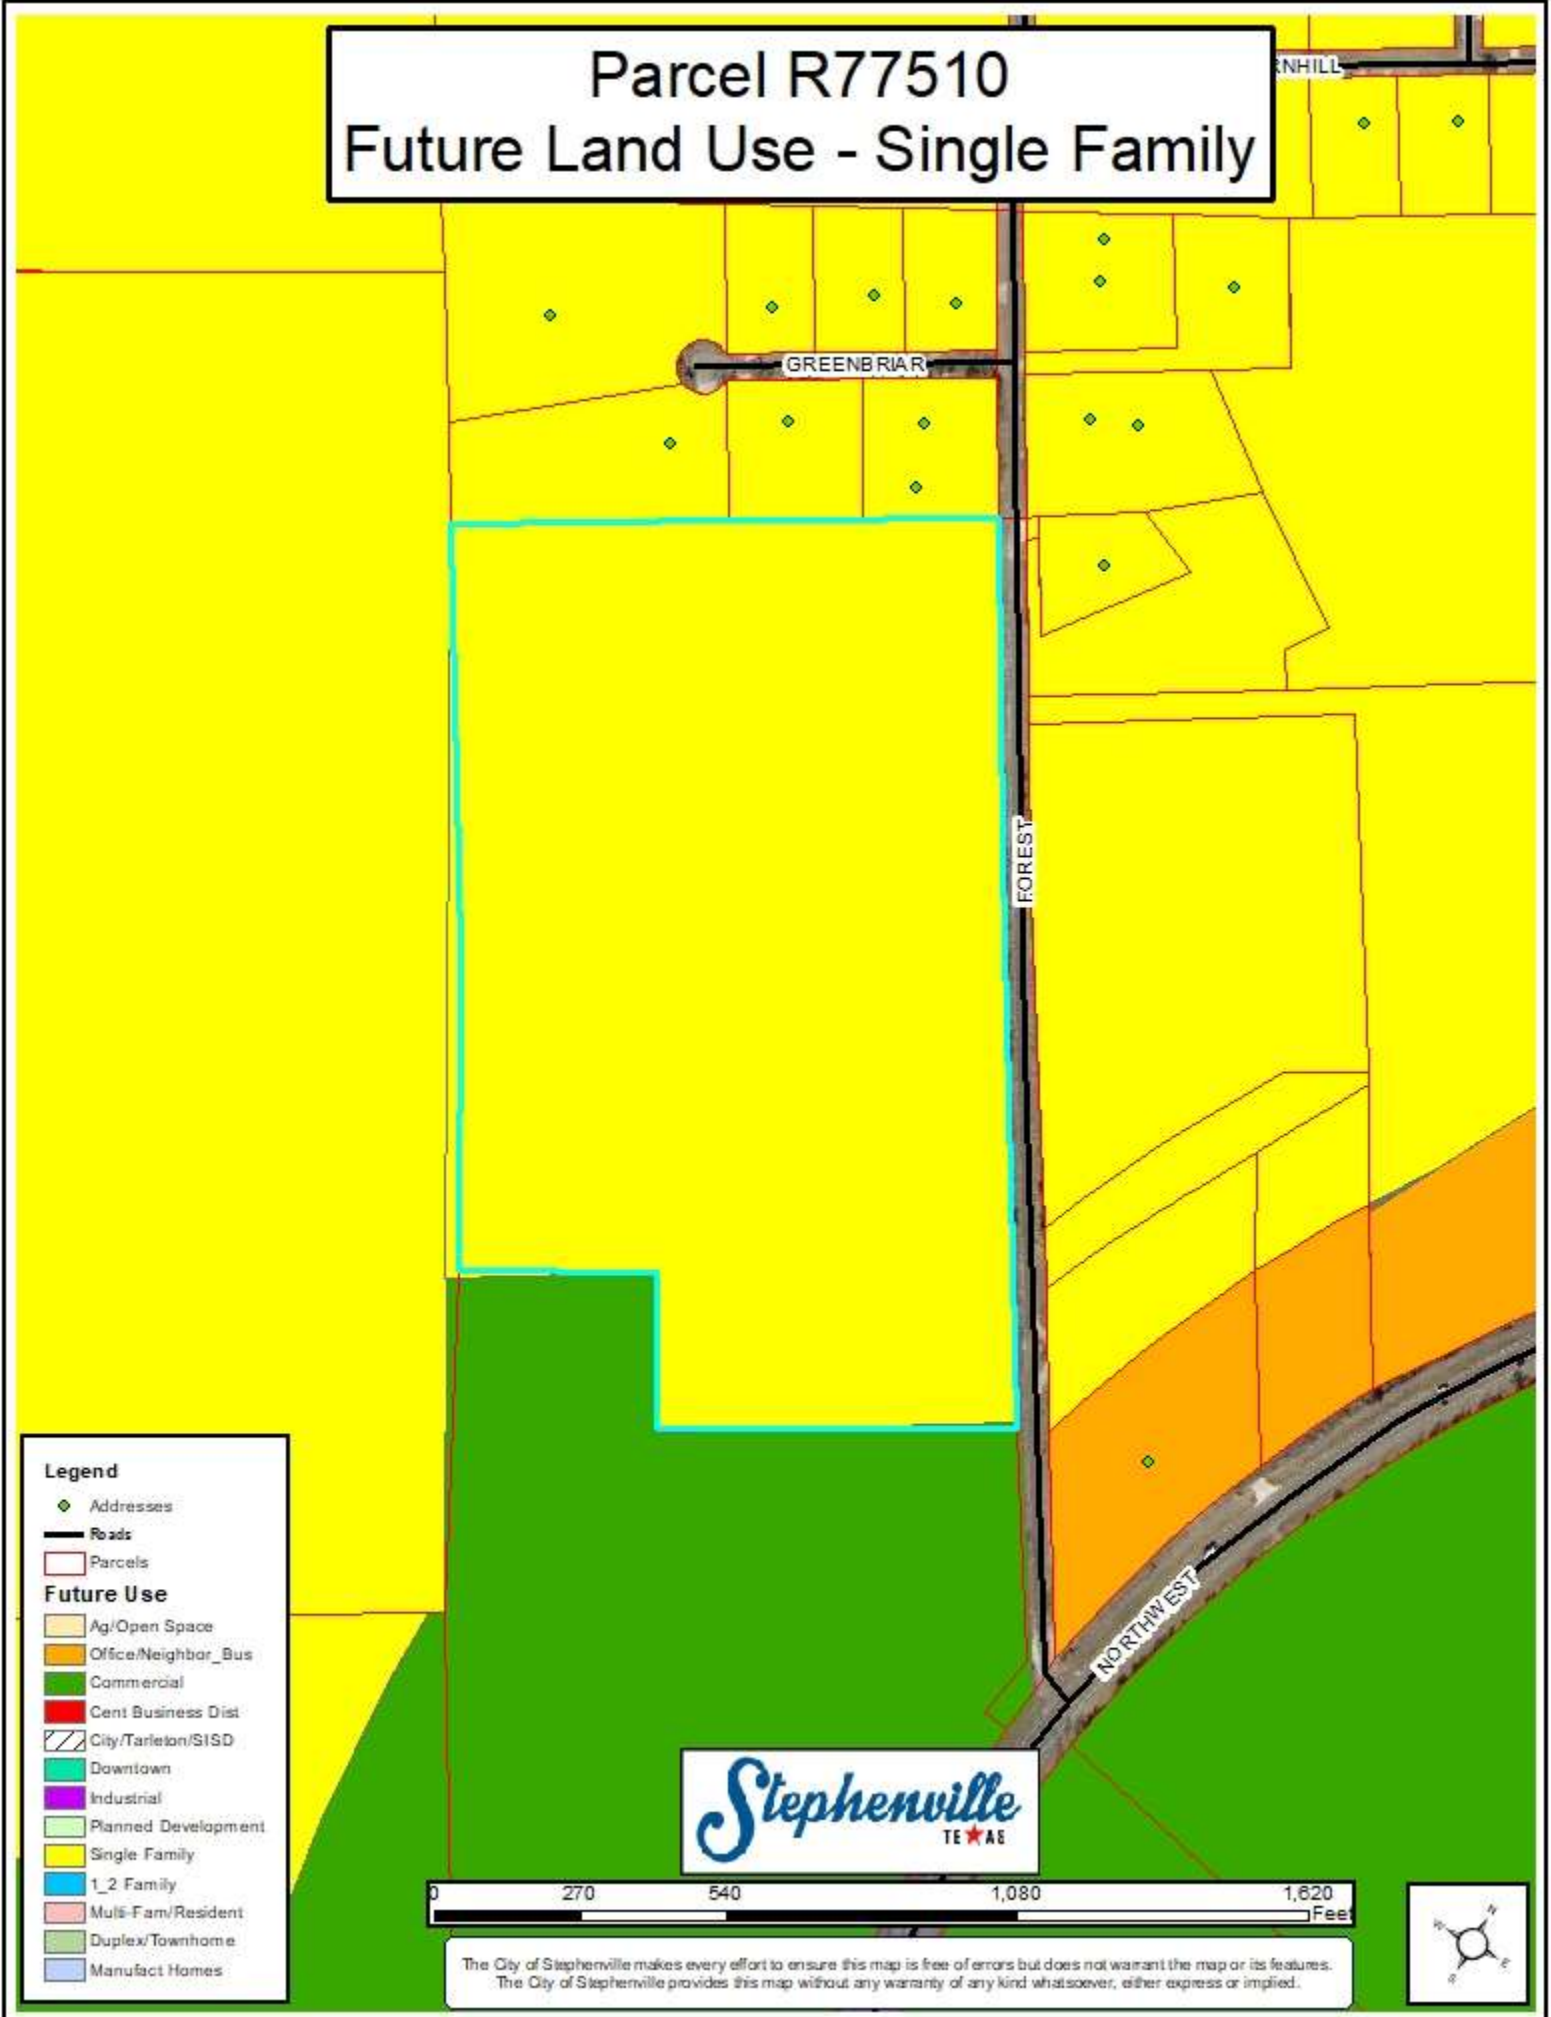 Parcel R77510
Future Land Use - Single Family
RNHILL
GREENBRIAR
FOREST
NORTHWEST
Legend
Addresses
Roads
Parcels
Future Use
Ag/Open Space
Office/Neighbor_Bus
Commercial
Cent Business Dist
City/Tarleton/SISD
Downtown
Industrial
Planned Development
Single Family
1_2 Family
Multi-Fam/Resident
Duplex/Townhome
Manufact Homes
Stephenville
TEXAS
0 270 540 1,080 1,620
Feet
The City of Stephenville makes every effort to ensure this map is free of errors but does not warrant the map or its features.
The City of Stephenville provides this map without any warranty of any kind whatsoever, either express or implied.
N
W
E
S